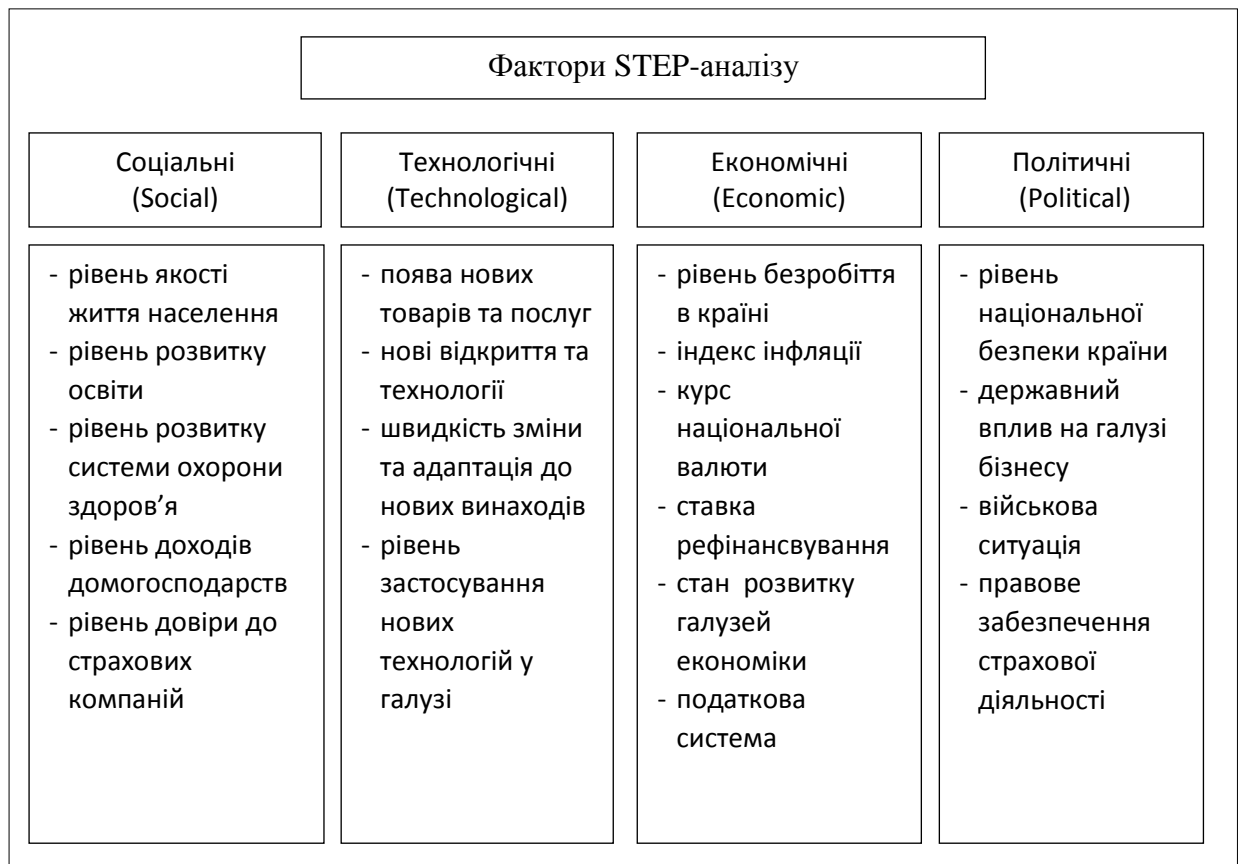 Фактори STEP-аналізу
Соціальні
(Social)
- рівень якості
життя населення
- рівень розвитку
освіти
- рівень розвитку
системи охорони
здоров’я
- рівень доходів
домогосподарств
- рівень довіри до
страхових
компаній
Технологічні
(Technological)
- поява нових
товарів та послуг
- нові відкриття та
технології
- швидкість зміни
та адаптація до
нових винаходів
- рівень
застосування
нових
технологій у
галузі
Економічні
(Economic)
- рівень безробіття
в країні
- індекс інфляції
- курс
національної
валюти
- ставка
рефінансвування
- стан розвитку
галузей
економіки
- податкова
система
Політичні
(Political)
- рівень
національної
безпеки країни
- державний
вплив на галузі
бізнесу
- військова
ситуація
- правове
забезпечення
страхової
діяльності